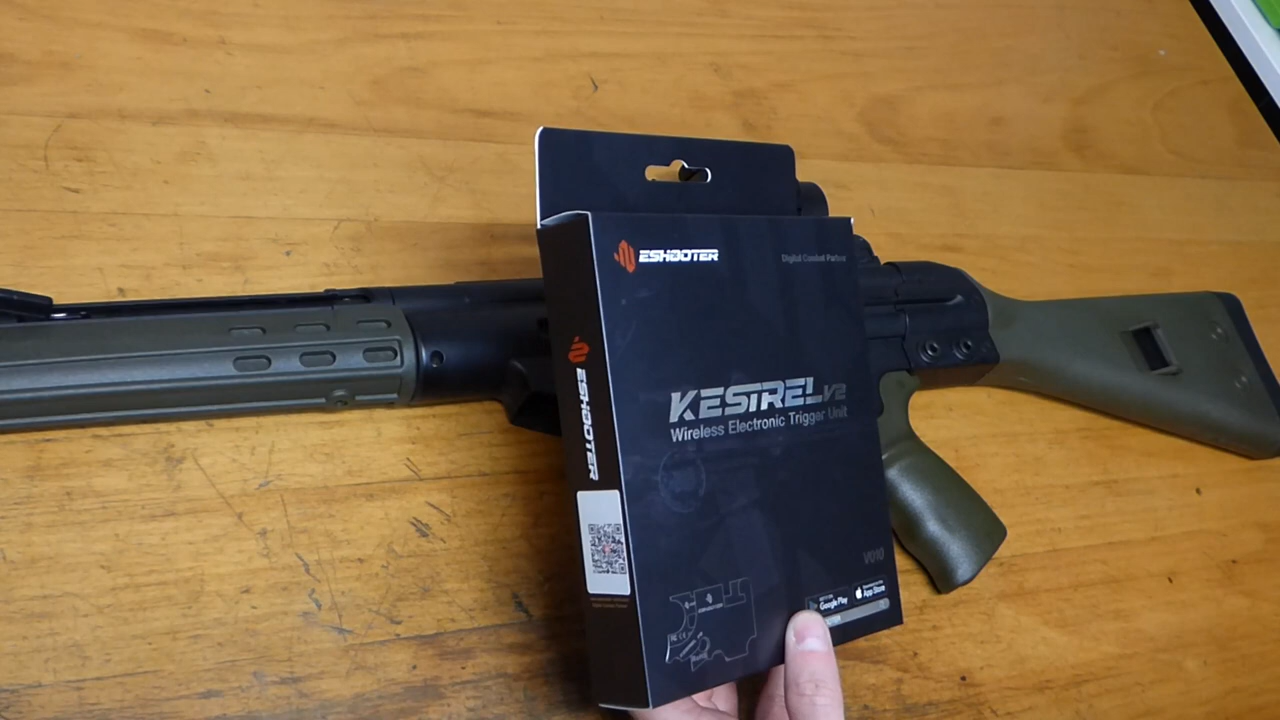 ESHOOTER
Digital Combat Partner
ESHOOTER
KESTREL V2
Wireless Electronic Trigger Unit
V010
ESHOOTER
Google Play
App Store